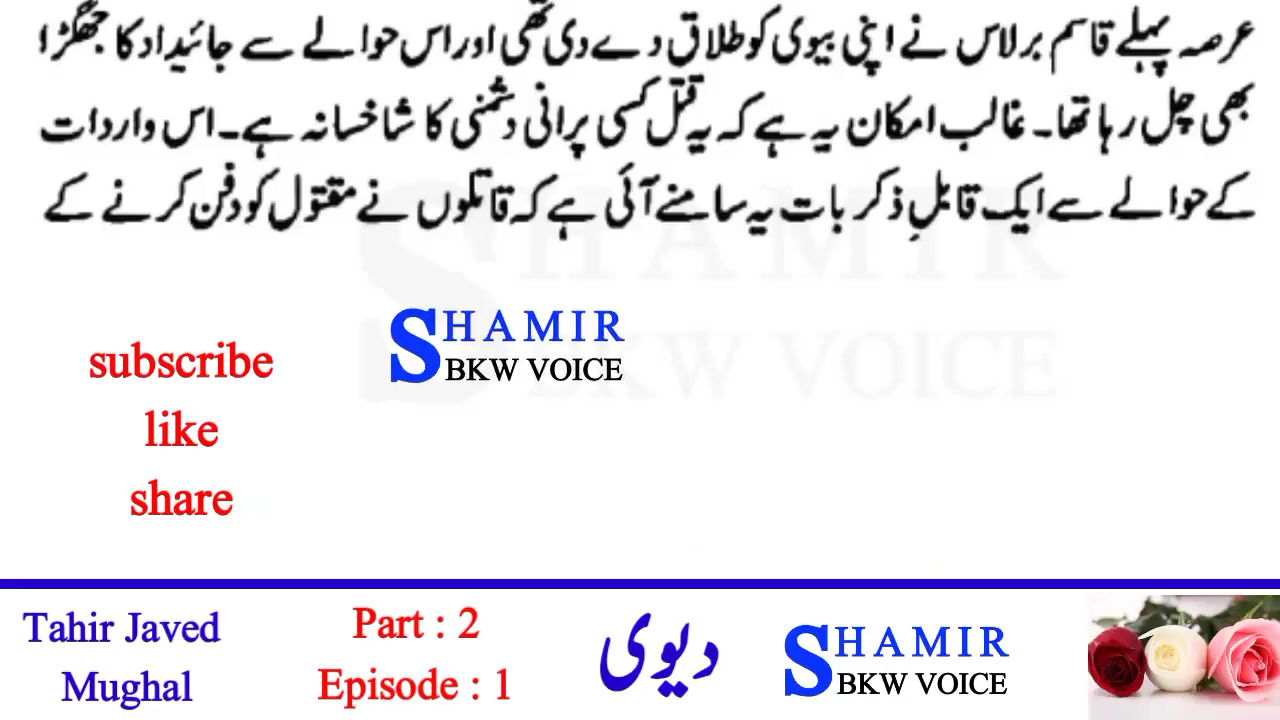 عرصہ پہلے قاسم برلاس نے اپنی بیوی کو طلاق دے دی تھی اور اس حوالے سے جائیداد کا جھگڑا
بھی چل رہا تھا۔ غالب امکان یہ ہے کہ یہ قتل کسی پرانی دشمنی کا شاخسانہ ہے۔ اس واردات
کے حوالے سے ایک قابلِ ذکر بات یہ سامنے آئی ہے کہ قاتلوں نے مقتول کو دفن کرنے کے
SHAMIR
BKW VOICE
SHAMIR
BKW VOICE
subscribe
like
share
Tahir Javed
Mughal
Part : 2
Episode : 1
دیوی
SHAMIR
BKW VOICE